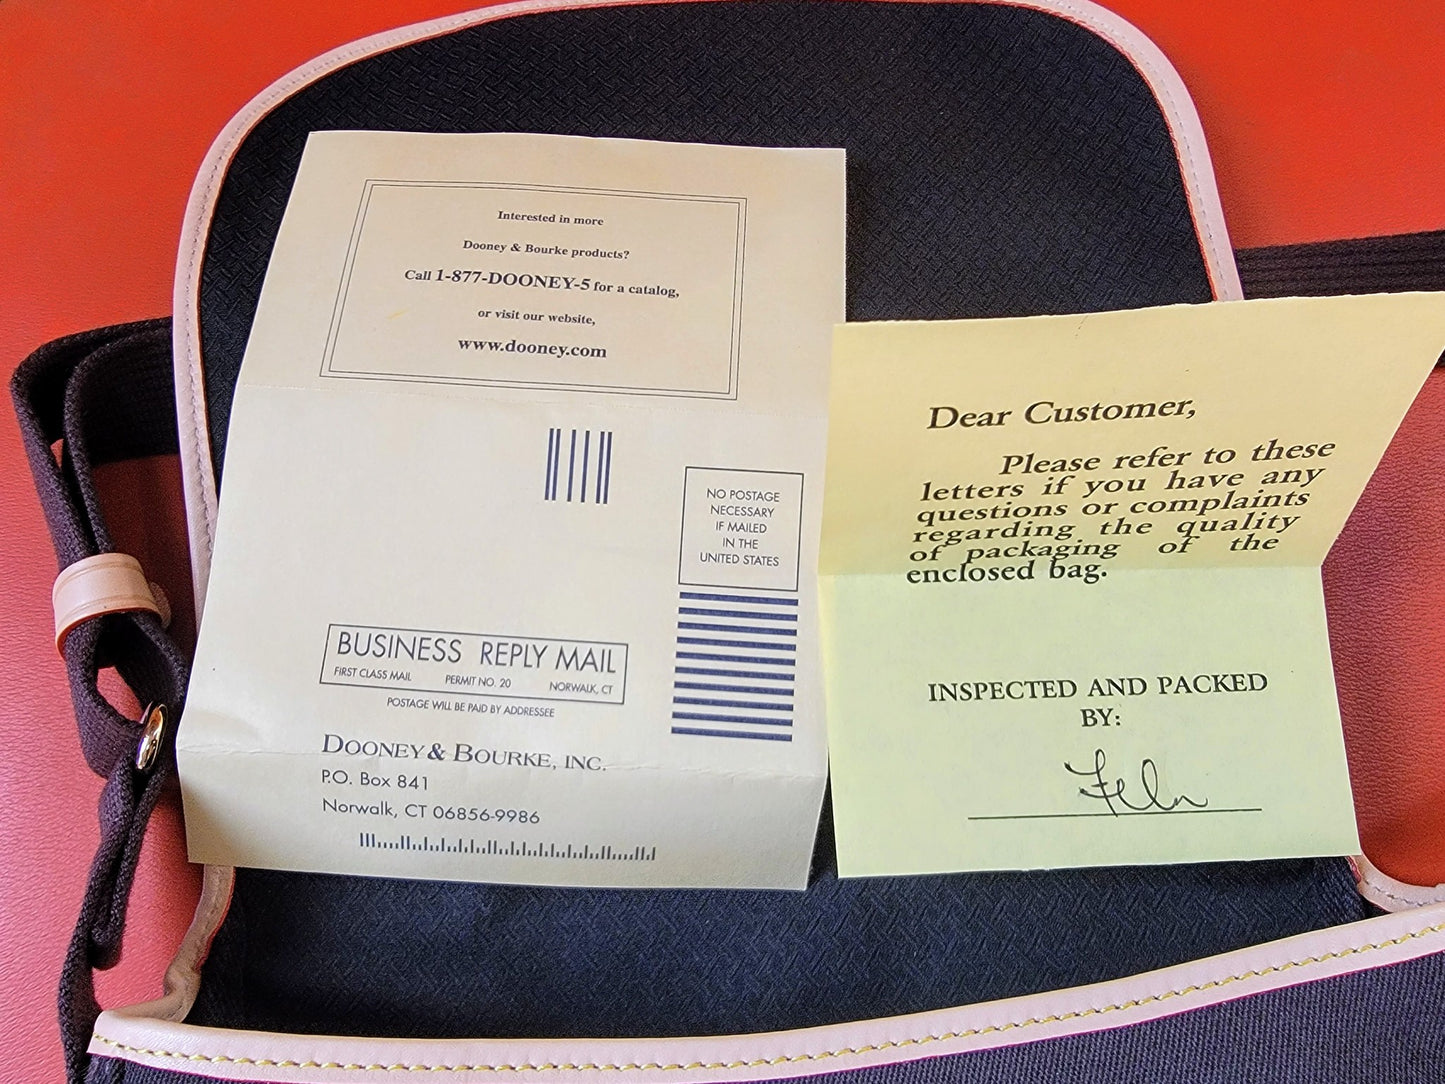 Interested in more
Dooney & Bourke products?
Call 1-877-DOONEY-5 for a catalog,
or visit our website,
www.dooney.com
NO POSTAGE
NECESSARY
IF MAILED
IN THE
UNITED STATES
BUSINESS REPLY MAIL
FIRST CLASS MAIL PERMIT NO. 20 NORWALK, CT
POSTAGE WILL BE PAID BY ADDRESSEE
DOONEY & BOURKE, INC.
P.O. Box 841
Norwalk, CT 06856-9986
Dear Customer,
Please refer to these
letters if you have any
questions or complaints
regarding the quality
of packaging of the
enclosed bag.
INSPECTED AND PACKED
BY: